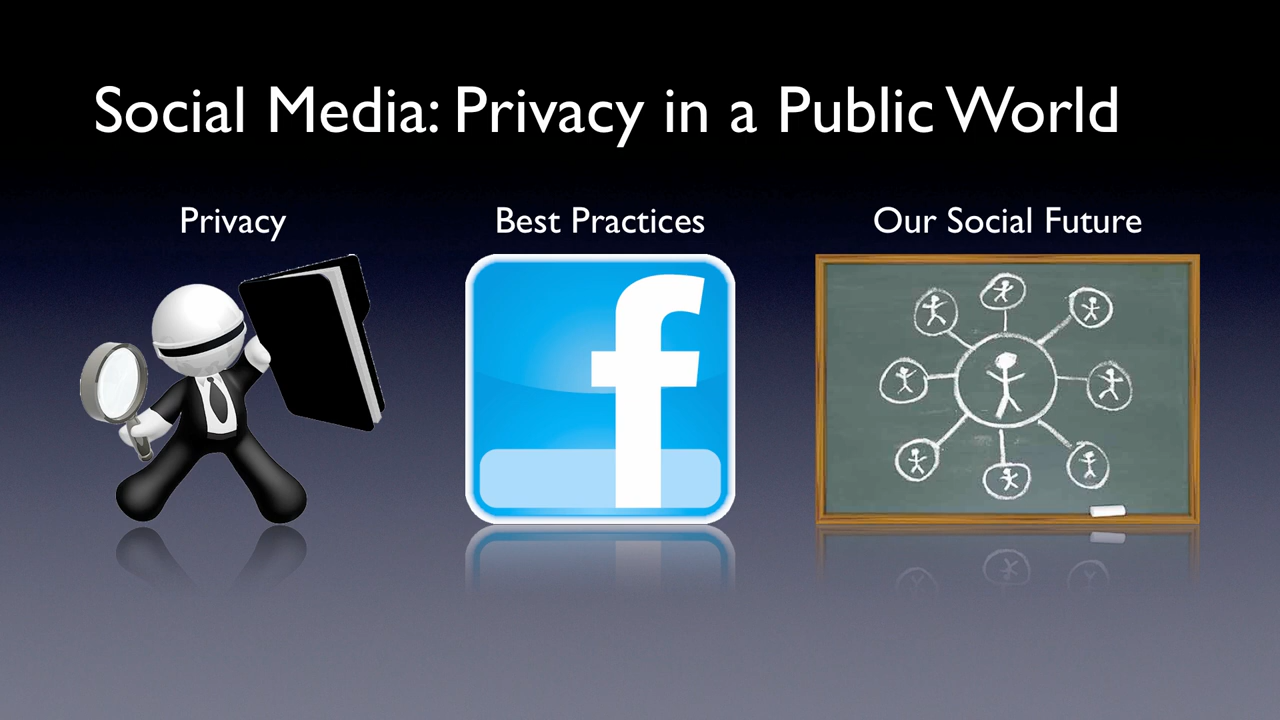 Social Media: Privacy in a Public World
Privacy
Best Practices
Our Social Future
f